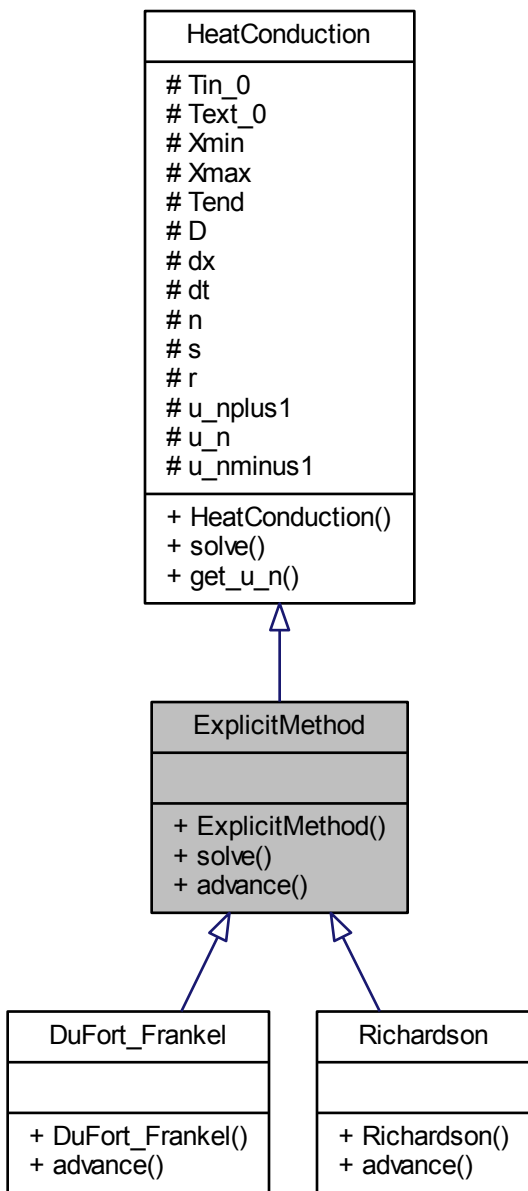 HeatConduction
# Tin_0
# Text_0
# Xmin
# Xmax
# Tend
# D
# dx
# dt
# n
# s
# r
# u_nplus1
# u_n
# u_nminus1
+ HeatConduction()
+ solve()
+ get_u_n()
ExplicitMethod
+ ExplicitMethod()
+ solve()
+ advance()
DuFort_Frankel
+ DuFort_Frankel()
+ advance()
Richardson
+ Richardson()
+ advance()